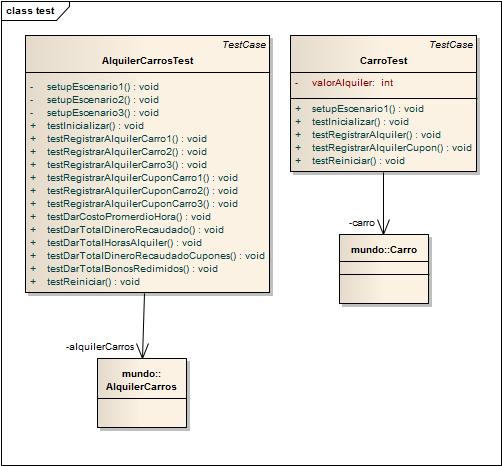 class test
TestCase
AlquilerCarrosTest
- setupEscenario1() : void
- setupEscenario2() : void
- setupEscenario3() : void
+ testInicializar() : void
+ testRegistrarAlquilerCarro1() : void
+ testRegistrarAlquilerCarro2() : void
+ testRegistrarAlquilerCarro3() : void
+ testRegistrarAlquilerCuponCarro1() : void
+ testRegistrarAlquilerCuponCarro2() : void
+ testRegistrarAlquilerCuponCarro3() : void
+ testDarCostoPromerdioHora() : void
+ testDarTotalDineroRecaudado() : void
+ testDarTotalHorasAlquiler() : void
+ testDarTotalDineroRecaudadoCupones() : void
+ testDarTotalBonosRedimidos() : void
+ testReiniciar() : void
TestCase
CarroTest
- valorAlquiler: int
+ setupEscenario1() : void
+ testInicializar() : void
+ testRegistrarAlquiler() : void
+ testRegistrarAlquilerCupon() : void
+ testReiniciar() : void
-carro
mundo::Carro
-alquilerCarros
mundo::
AlquilerCarros